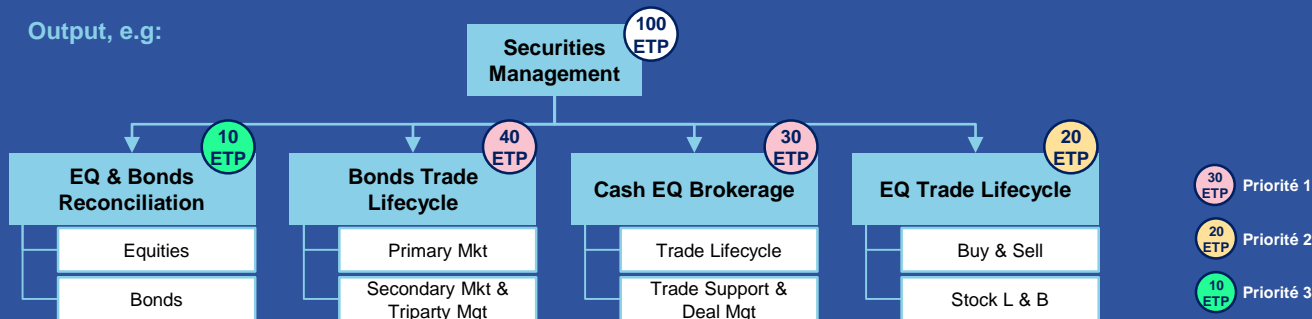 Output, e.g:
100
ETP
Securities
Management
10
ETP
EQ & Bonds
Reconciliation
Equities
Bonds
40
ETP
Bonds Trade
Lifecycle
Primary Mkt
Secondary Mkt &
Triparty Mgt
30
ETP
Cash EQ Brokerage
Trade Lifecycle
Trade Support &
Deal Mgt
20
ETP
EQ Trade Lifecycle
Buy & Sell
Stock L & B
30
ETP
Priorité 1
20
ETP
Priorité 2
10
ETP
Priorité 3